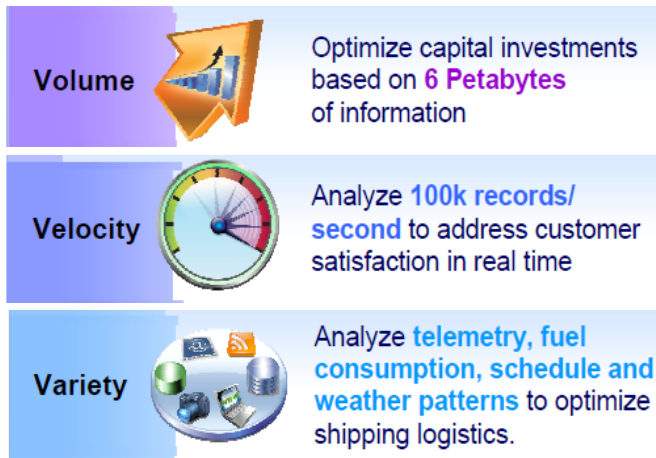 Volume
Optimize capital investments
based on 6 Petabytes
of information
Velocity
Analyze 100k records/
second to address customer
satisfaction in real time
Variety
Analyze telemetry, fuel
consumption, schedule and
weather patterns to optimize
shipping logistics.